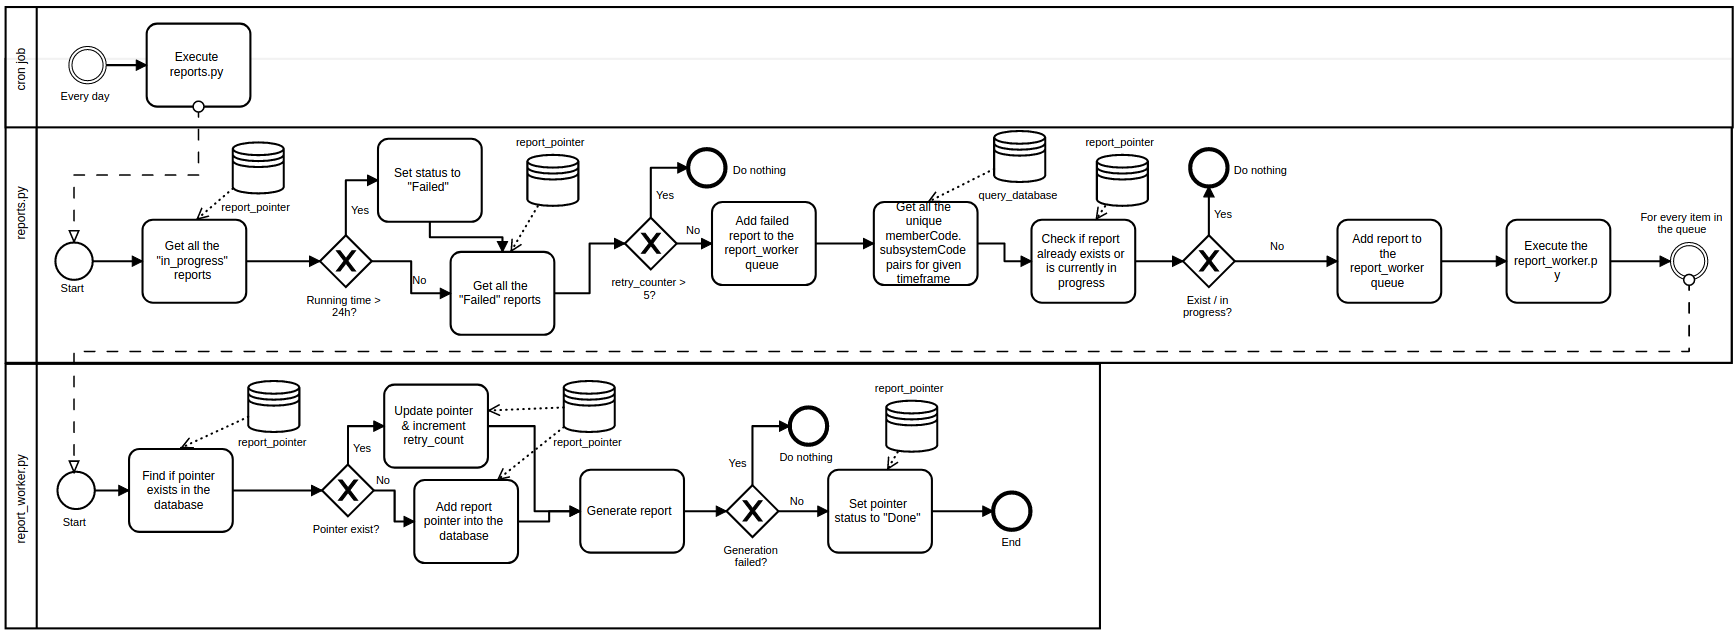 cron job
Every day
Execute
reports.py
reports.py
Start
report_pointer
Get all the
"in_progress"
reports
Running time >
24h?
Yes
No
Set status to
"Failed"
report_pointer
Get all the
"Failed" reports
retry_counter >
5?
Yes
Do nothing
No
Add failed
report to the
report_worker
queue
query_database
Get all the
unique
memberCode.
subsystemCode
pairs for given
timeframe
report_pointer
Check if report
already exists or
is currently in
progress
Exist / in
progress?
Yes
Do nothing
No
Add report to
the
report_worker
queue
Execute the
report_worker.p
y
For every item in
the queue
report_worker.py
Start
report_pointer
Find if pointer
exists in the
database
Pointer exist?
Yes
No
Update pointer
& increment
retry_count
report_pointer
Add report
pointer into the
database
Generate report
Generation
failed?
Yes
Do nothing
No
report_pointer
Set pointer
status to "Done"
End